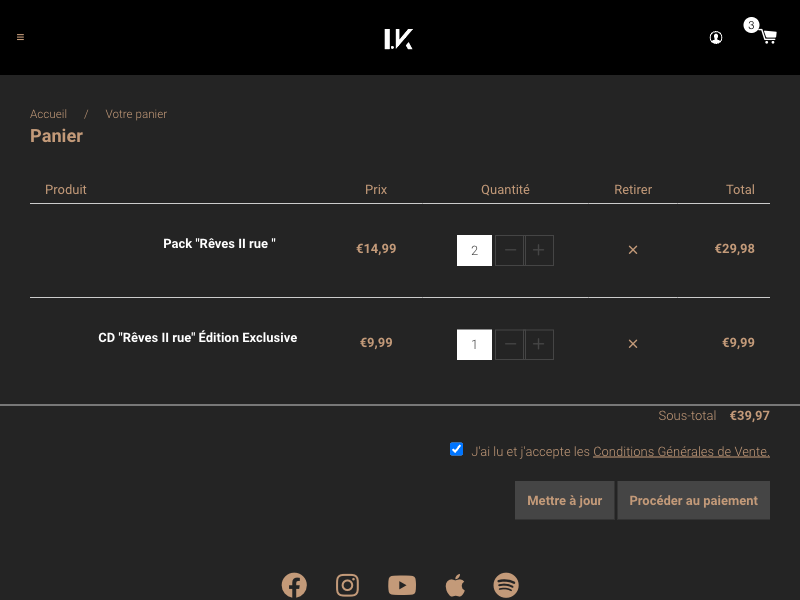 3
I.K
Accueil / Votre panier
Panier
Produit Prix Quantité Retirer Total
Pack "Rêves II rue " €14,99 2 €29,98
CD "Rêves II rue" Édition Exclusive €9,99 1 €9,99
Sous-total €39,97
J'ai lu et j'accepte les Conditions Générales de Vente.
Mettre à jour Procéder au paiement